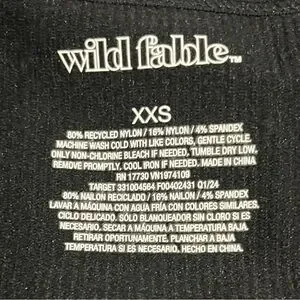 wild fable™
XXS
80% RECYCLED NYLON / 16% NYLON / 4% SPANDEX
MACHINE WASH COLD WITH LIKE COLORS, GENTLE CYCLE.
ONLY NON-CHLORINE BLEACH IF NEEDED, TUMBLE DRY LOW,
REMOVE PROMPTLY, COOL IRON IF NEEDED. MADE IN CHINA
RN 17730 VN1974109
TARGET 331004564 F00402431 Q1/24
80% NAILON RECICLADO / 16% NAILON / 4% SPANDEX
LAVAR A MÁQUINA CON AGUA FRÍA CON COLORES SIMILARES,
CICLO DELICADO. SÓLO BLANQUEADOR SIN CLORO SI ES
NECESARIO, SECAR A MÁQUINA A TEMPERATURA BAJA.
RETIRAR OPORTUNAMENTE. PLANCHAR A BAJA
TEMPERATURA SI ES NECESARIO. HECHO EN CHINA.